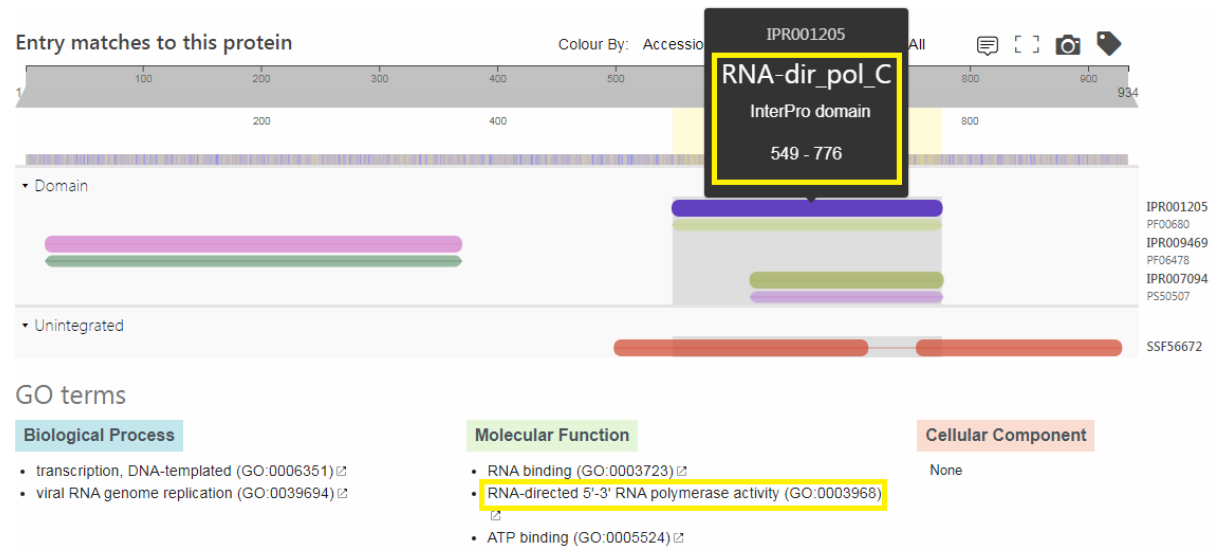 IPR001205
Entry matches to this protein
Colour By: Accessio
All
RNA-dir_pol_C
InterPro domain
549 - 776
100 200 300 400 500 800 900
1 934
200 400 800
▾ Domain
IPR001205
PF00680
IPR009469
PF06478
IPR007094
PS50507
▾ Unintegrated
SSF56672
GO terms
Biological Process Molecular Function Cellular Component
• transcription, DNA-templated (GO:0006351)
• viral RNA genome replication (GO:0039694)
• RNA binding (GO:0003723)
• RNA-directed 5'-3' RNA polymerase activity (GO:0003968)
• ATP binding (GO:0005524)
None